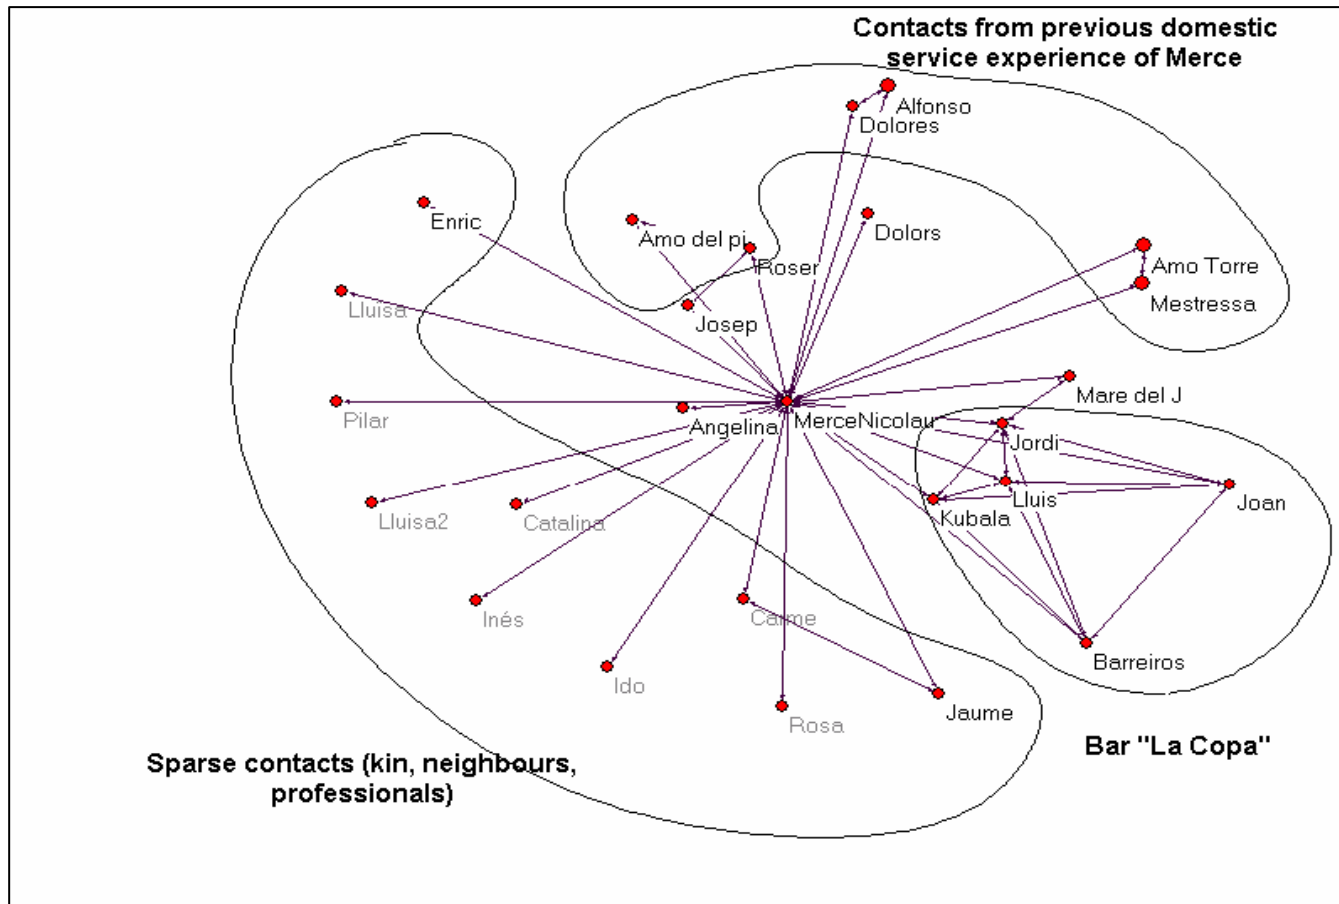 Contacts from previous domestic
service experience of Merce
Alfonso
Dolores
Enric
Amo del pi
Dolors
Roser
Amo Torre
Mestressa
Lluisa
Josep
Mare del J
Pilar
Angelina
MerceNicolau
Jordi
Lluisa2
Catalina
Kubala
Lluis
Joan
Inés
Carme
Barreiros
Ido
Rosa
Jaume
Bar "La Copa"
Sparse contacts (kin, neighbours,
professionals)